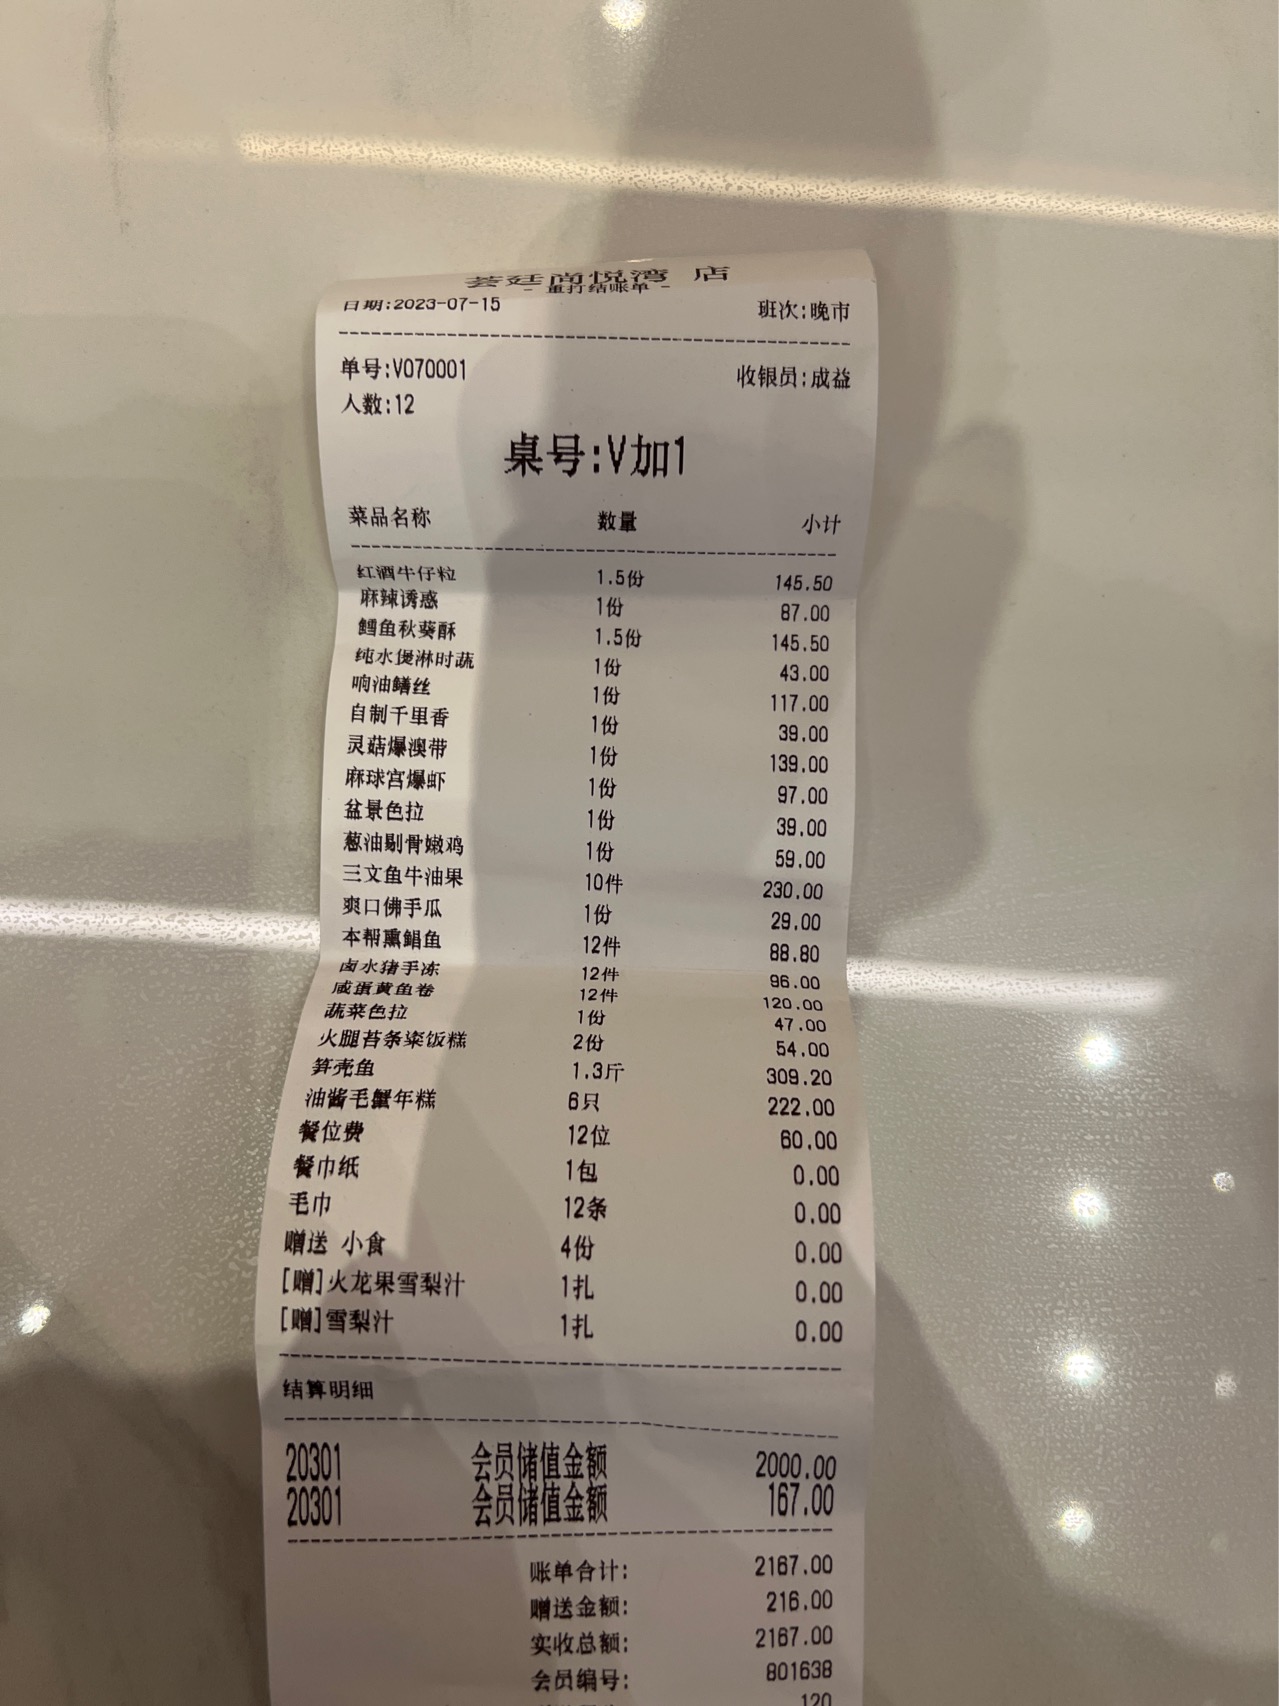 荟廷尚悦湾 店
- 重打结账单 -
日期:2023-07-15 班次:晚市
单号:V070001 收银员:成益
人数:12
桌号:V加1
菜品名称 数量 小计
红酒牛仔粒 1.5份 145.50
麻辣诱惑 1份 87.00
鳕鱼秋葵酥 1.5份 145.50
纯水煲淋时蔬 1份 43.00
响油鳝丝 1份 117.00
自制千里香 1份 39.00
灵菇爆澳带 1份 139.00
麻球宫爆虾 1份 97.00
盆景色拉 1份 39.00
葱油剔骨嫩鸡 1份 59.00
三文鱼牛油果 10件 230.00
爽口佛手瓜 1份 29.00
本帮熏鲳鱼 12件 88.80
卤水猪手冻 12件 96.00
咸蛋黄鱼卷 12件 120.00
蔬菜色拉 1份 47.00
火腿苔条粢饭糕 2份 54.00
笋壳鱼 1.3斤 309.20
油酱毛蟹年糕 6只 222.00
餐位费 12位 60.00
餐巾纸 1包 0.00
毛巾 12条 0.00
赠送 小食 4份 0.00
[赠]火龙果雪梨汁 1扎 0.00
[赠]雪梨汁 1扎 0.00
结算明细
20301 会员储值金额 2000.00
20301 会员储值金额 167.00
账单合计: 2167.00
赠送金额: 216.00
实收总额: 2167.00
会员编号: 801638
120